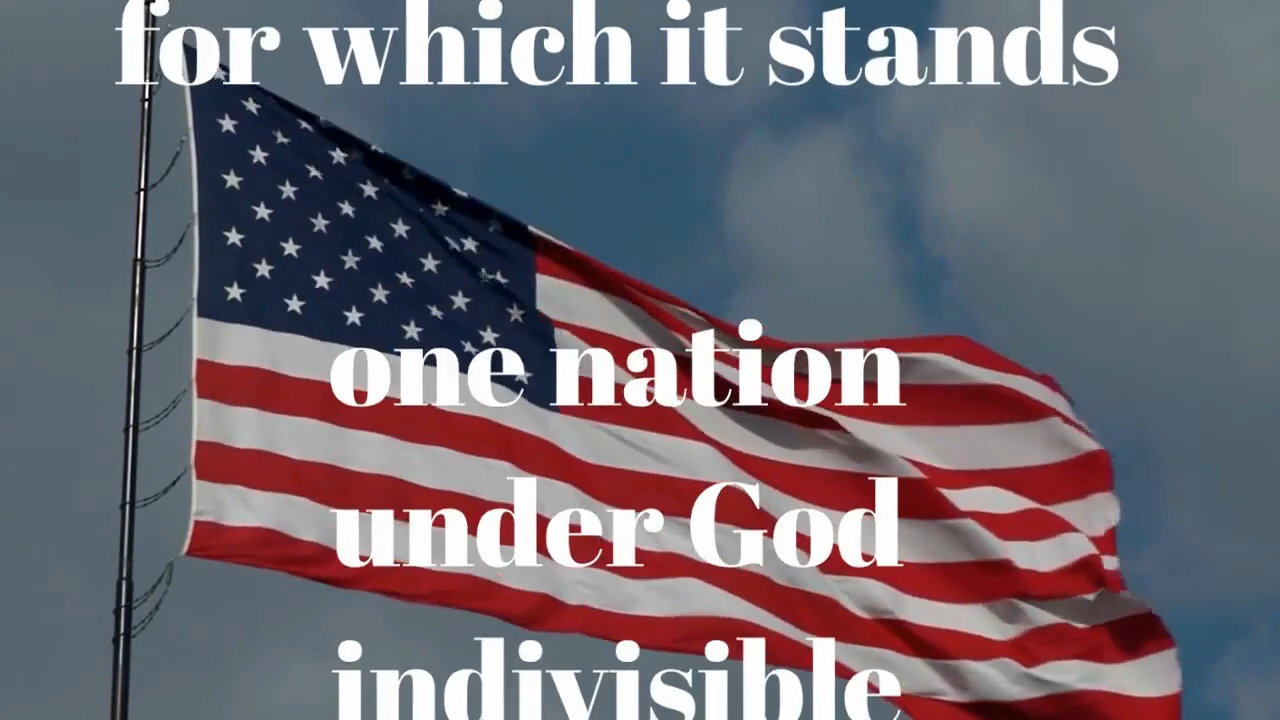 for which it stands
one nation
under God
indivisible